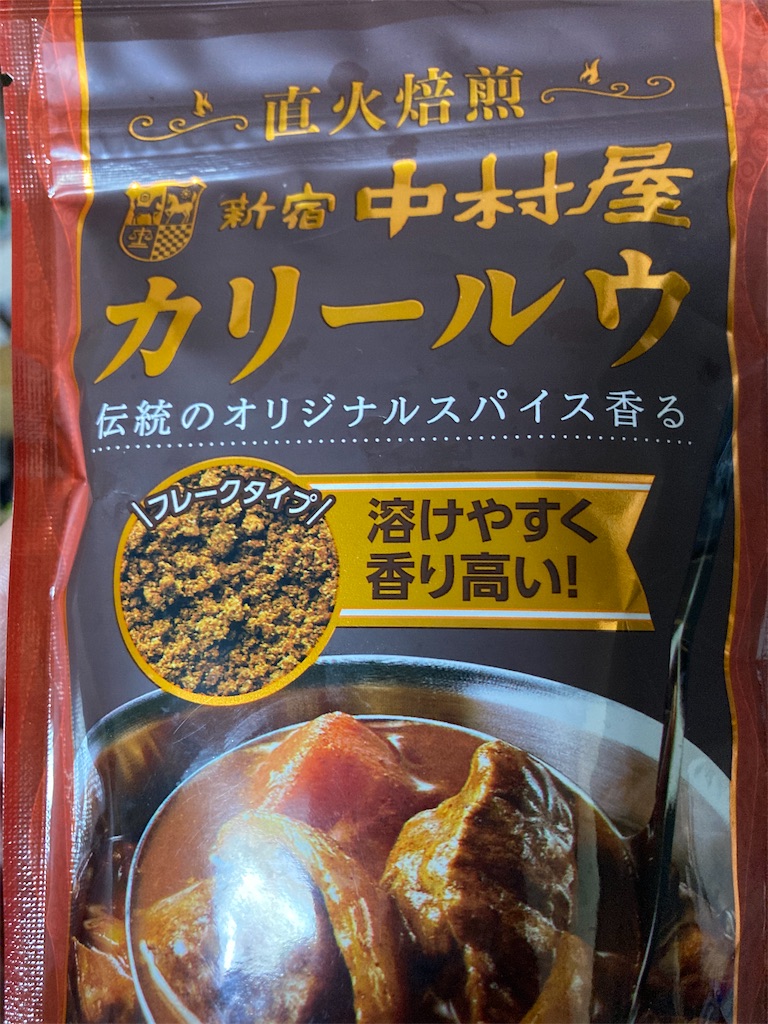 直火焙煎
新宿 中村屋
カリールウ
伝統のオリジナルスパイス香る
\フレークタイプ/
溶けやすく
香り高い!